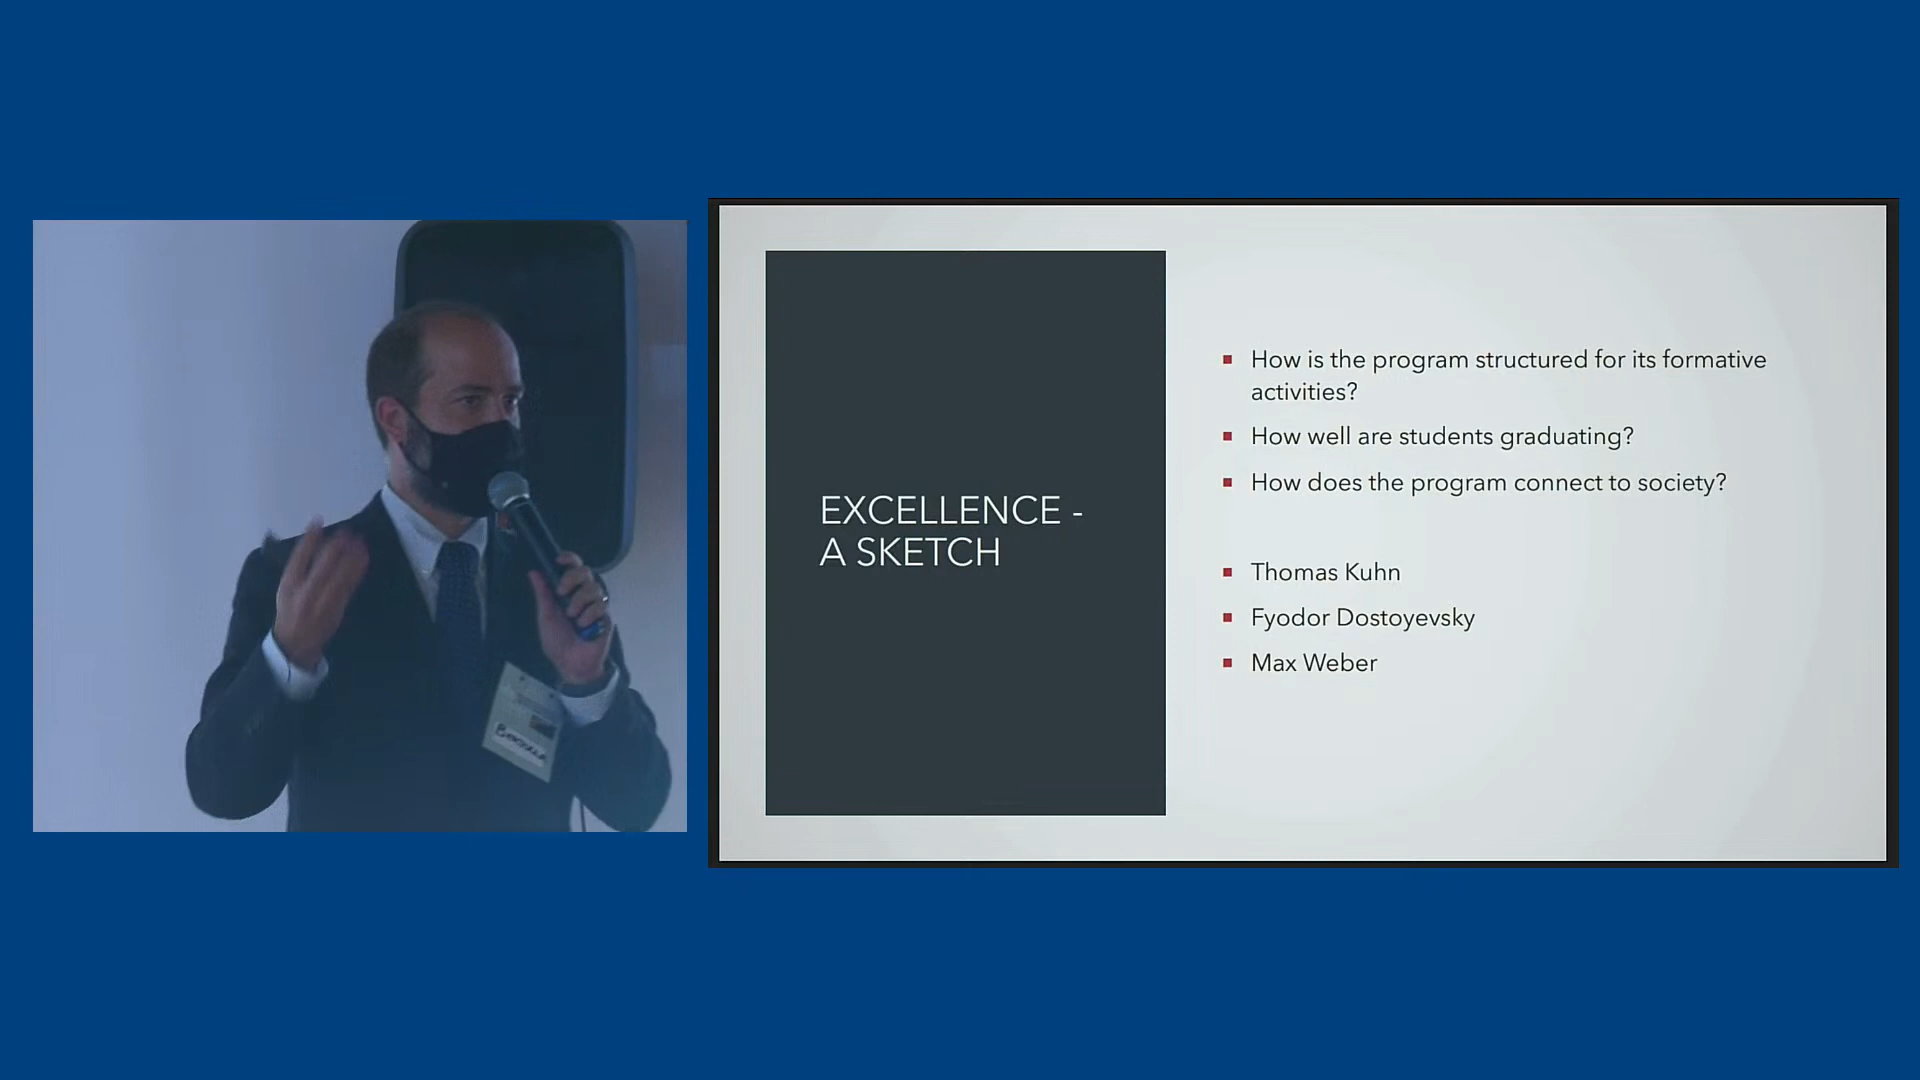 EXCELLENCE -
A SKETCH
How is the program structured for its formative
activities?
How well are students graduating?
How does the program connect to society?
Thomas Kuhn
Fyodor Dostoyevsky
Max Weber